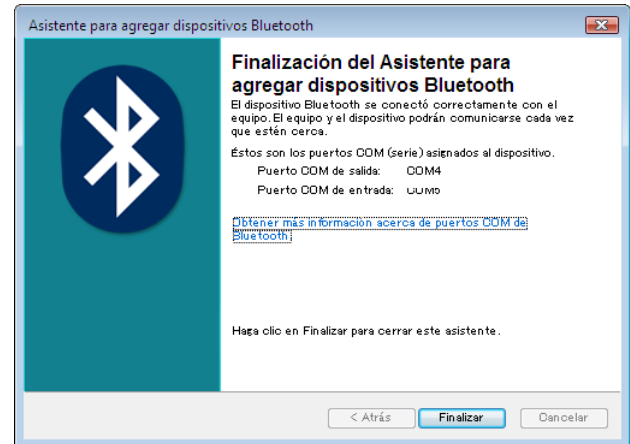 Asistente para agregar dispositivos Bluetooth
Finalización del Asistente para
agregar dispositivos Bluetooth
El dispositivo Bluetooth se conectó correctamente con el
equipo. El equipo y el dispositivo podrán comunicarse cada vez
que estén cerca.
Éstos son los puertos COM (serie) asignados al dispositivo.
Puerto COM de salida: COM4
Puerto COM de entrada:
Obtener más información acerca de puertos COM de
Bluetooth
Haga clic en Finalizar para cerrar este asistente.
< Atrás Finalizar Cancelar